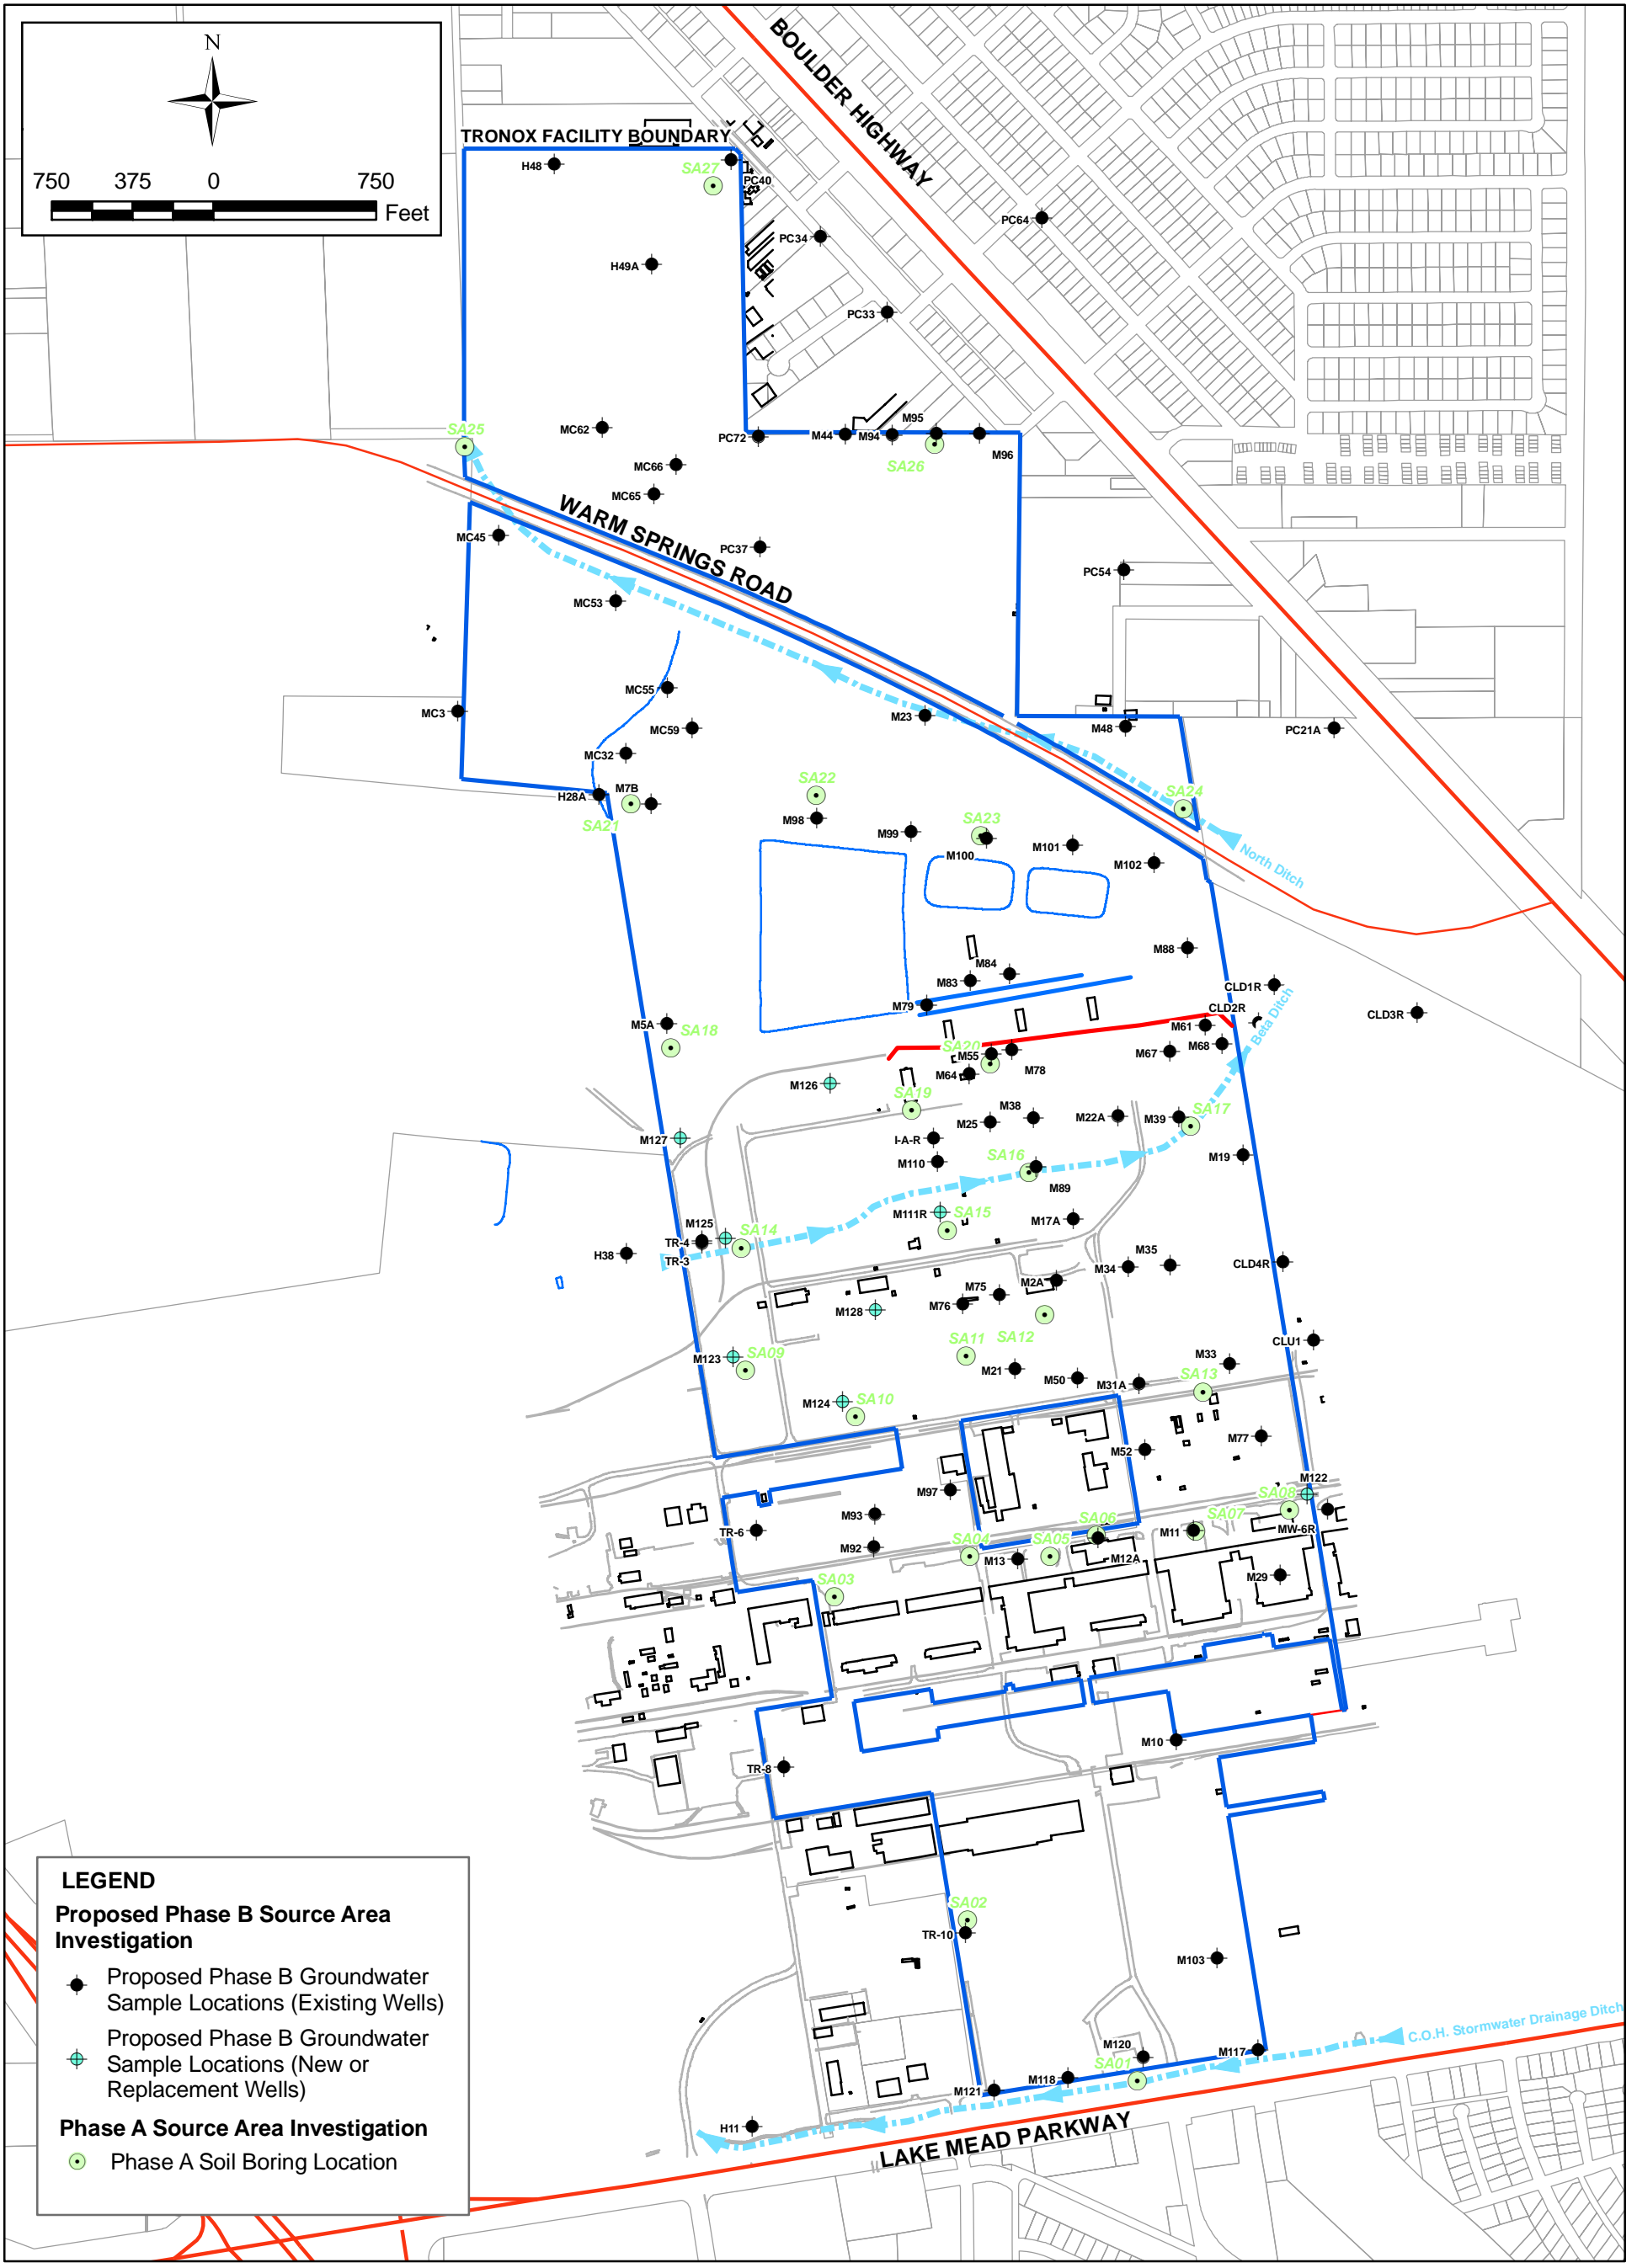 N
750 375 0 750
Feet
BOULDER HIGHWAY
TRONOX FACILITY BOUNDARY
H48
SA27
PC40
PC64
PC34
H49A
PC33
SA25
MC62
PC72
M44
M94
M95
SA26
M96
MC66
MC65
WARM SPRINGS ROAD
MC45
PC37
PC54
MC53
MC55
MC3
MC59
M23
M48
PC21A
MC32
H28A
M7B
SA21
SA22
M98
SA24
M99
SA23
M100
M101
M102
North Ditch
M88
M84
M83
CLD1R
M79
CLD2R
CLD3R
M5A
SA18
M61
Beta Ditch
SA20
M55
M78
M67
M68
M64
M126
SA19
M38
M25
M22A
M39
SA17
M127
I-A-R
M110
SA16
M89
M19
M111R
SA15
M17A
M125
TR-4
SA14
H38
TR-3
M35
M34
CLD4R
M2A
M75
M76
M128
CLU1
SA11
SA12
M123
SA09
M21
M50
M31A
M33
SA13
M124
SA10
M77
M52
M122
M97
SA08
M93
SA07
MW-6R
TR-6
SA06
M11
M92
SA04
M13
SA05
M12A
M29
SA03
M10
TR-8
SA02
TR-10
M103
C.O.H. Stormwater Drainage Ditch
M120
M117
SA01
M118
M121
H11
LAKE MEAD PARKWAY
LEGEND
Proposed Phase B Source Area
Investigation
Proposed Phase B Groundwater
Sample Locations (Existing Wells)
Proposed Phase B Groundwater
Sample Locations (New or
Replacement Wells)
Phase A Source Area Investigation
Phase A Soil Boring Location